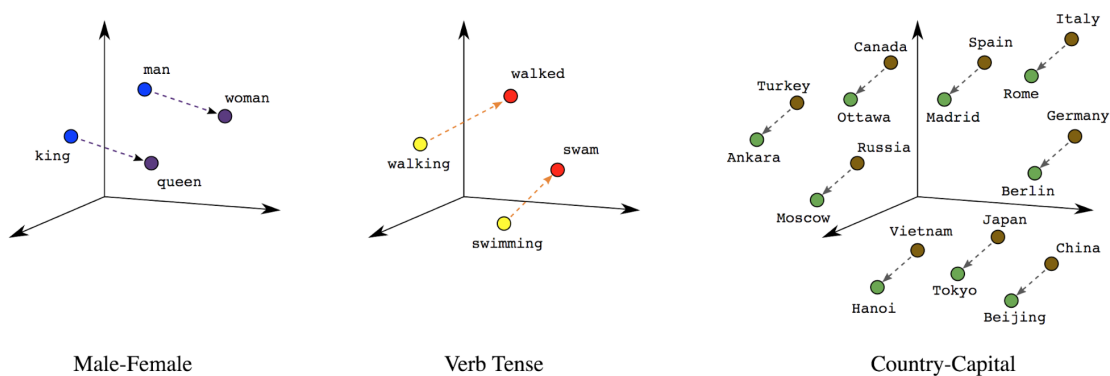 man
woman
king
queen
Male-Female
walked
walking
swam
swimming
Verb Tense
Italy
Spain
Canada
Turkey
Rome
Ottawa
Madrid
Germany
Ankara
Russia
Berlin
Moscow
Japan
Vietnam
China
Tokyo
Hanoi
Beijing
Country-Capital